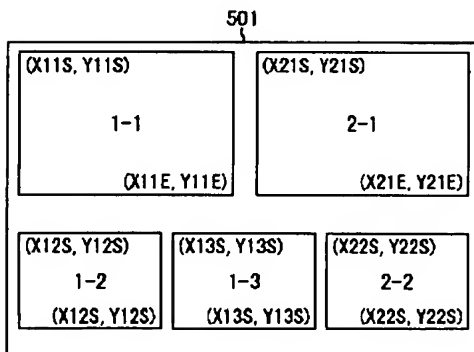 501
(X11S, Y11S)
1-1
(X11E, Y11E)
(X21S, Y21S)
2-1
(X21E, Y21E)
(X12S, Y12S)
1-2
(X12S, Y12S)
(X13S, Y13S)
1-3
(X13S, Y13S)
(X22S, Y22S)
2-2
(X22S, Y22S)